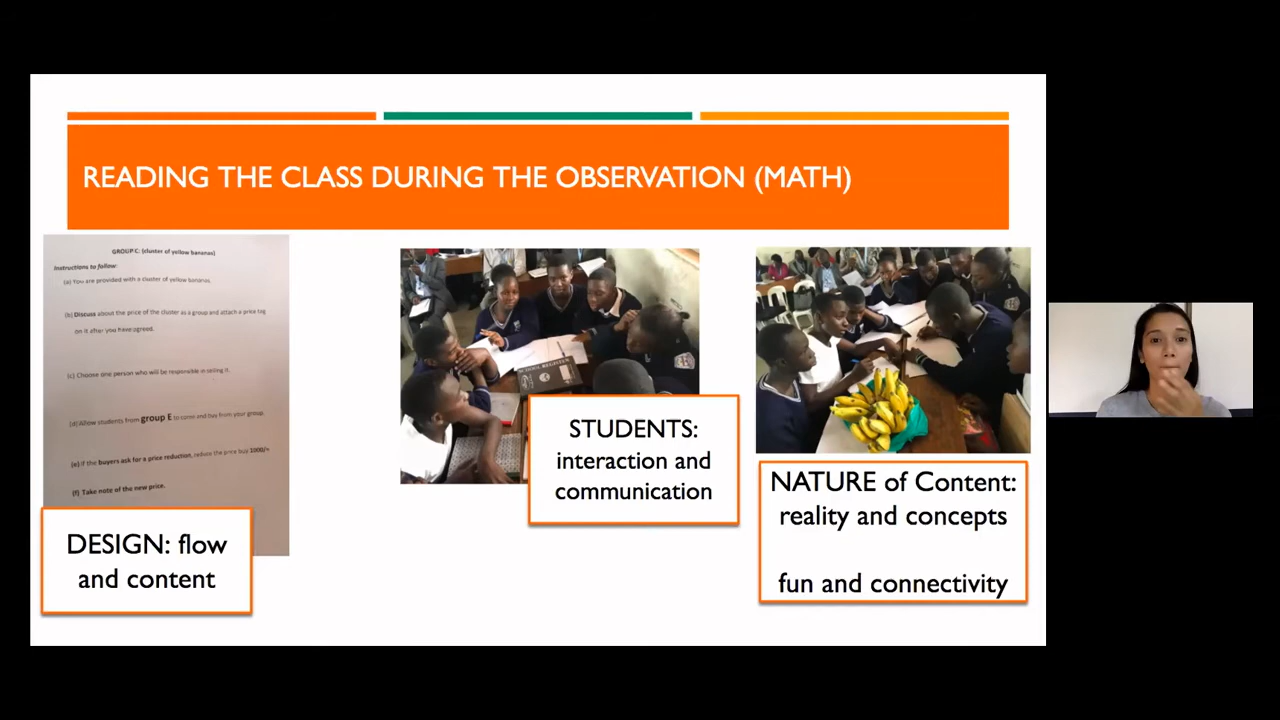 READING THE CLASS DURING THE OBSERVATION (MATH)
GROUP C: (cluster of yellow bananas)
Instructions to follow:
(a) You are provided with a cluster of yellow bananas.
(b) Discuss about the price of the cluster as a group and attach a price tag
on it after you have agreed.
(c) Choose one person who will be responsible in selling it.
(d) Allow students from group E to come and buy from your group.
(e) If the buyers ask for a price reduction, reduce the price buy 1000/=
(f) Take note of the new price.
DESIGN: flow
and content
SCHOOL REGISTER
STUDENTS:
interaction and
communication
NATURE of Content:
reality and concepts
fun and connectivity